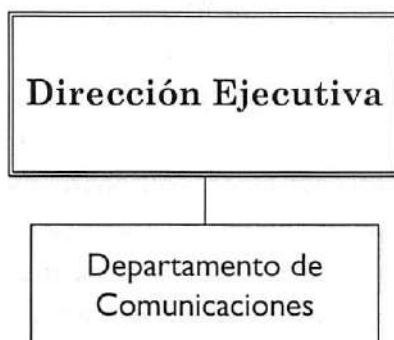 Dirección Ejecutiva
Departamento de
Comunicaciones